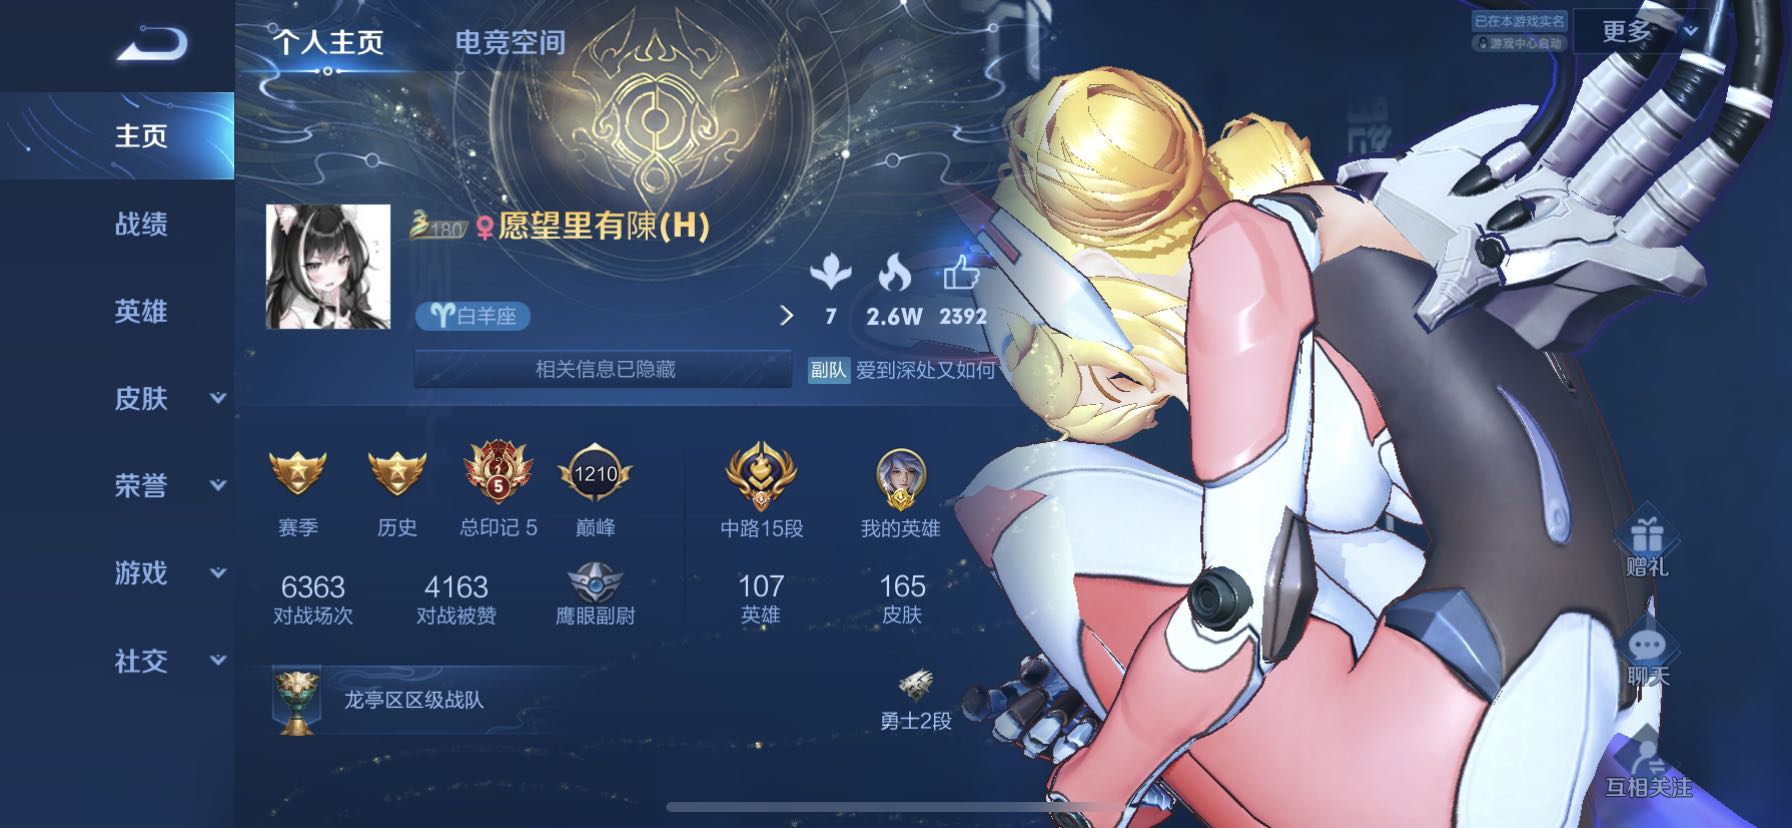 个人主页
电竞空间
已在本游戏实名
游戏中心启动
更多
主页
战绩
英雄
皮肤
荣誉
游戏
社交
180
愿望里有陳(H)
白羊座
7
2.6W
2392
相关信息已隐藏
副队 爱到深处又如何
5
1210
赛季
历史
总印记 5
巅峰
中路15段
我的英雄
6363
4163
107
165
对战场次
对战被赞
鹰眼副尉
英雄
皮肤
龙亭区区级战队
勇士2段
赠礼
聊天
互相关注